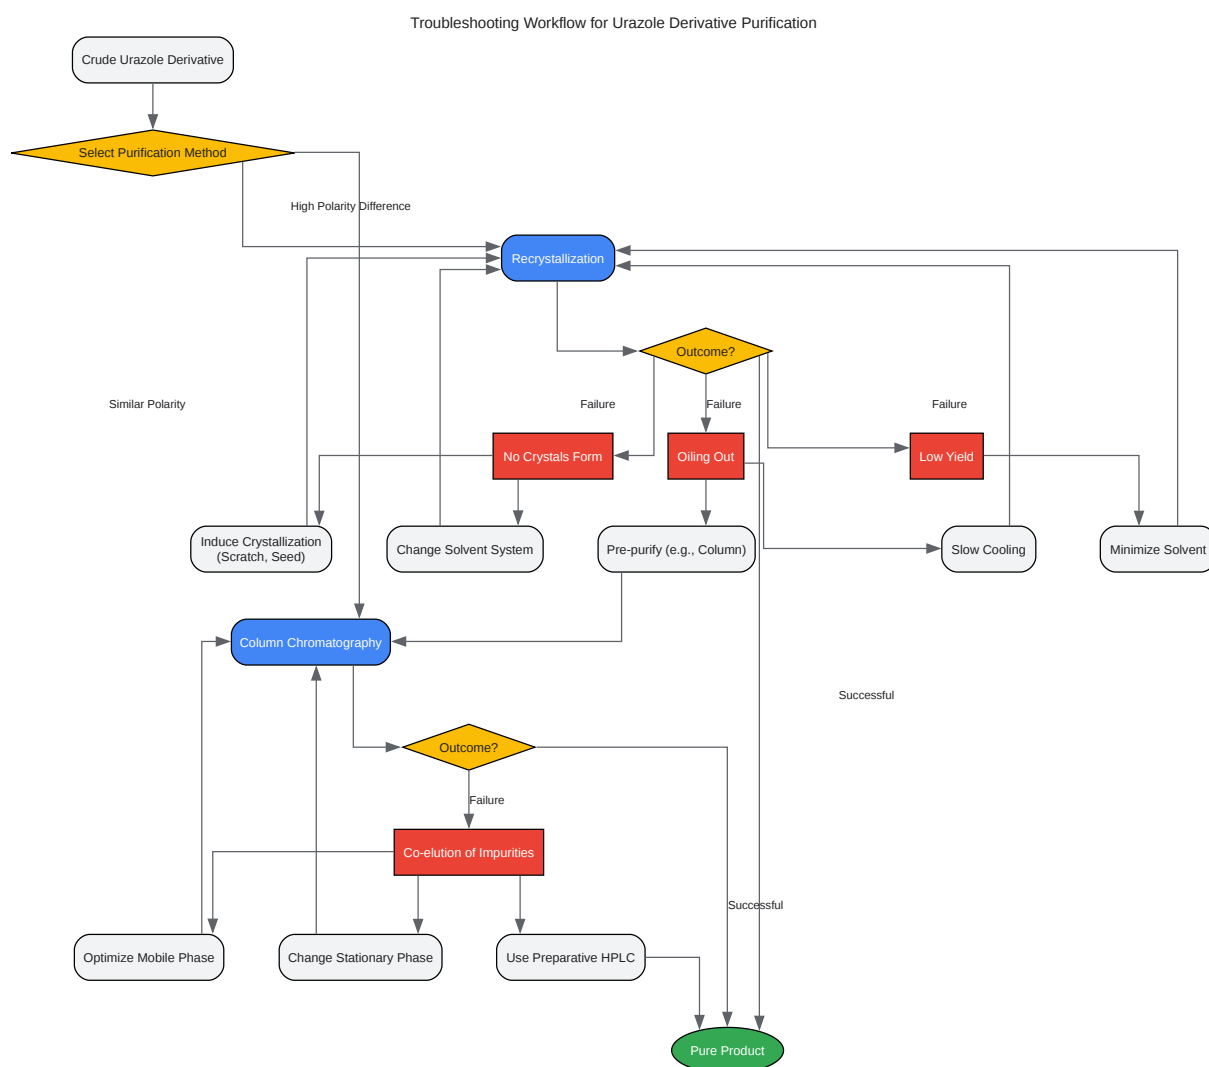 Troubleshooting Workflow for Urazole Derivative Purification
Crude Urazole Derivative
Select Purification Method
High Polarity Difference
Recrystallization
Outcome?
Similar Polarity
Failure
Failure
Failure
No Crystals Form
Oiling Out
Low Yield
Induce Crystallization
(Scratch, Seed)
Change Solvent System
Pre-purify (e.g., Column)
Slow Cooling
Minimize Solvent
Column Chromatography
Successful
Outcome?
Failure
Co-elution of Impurities
Successful
Optimize Mobile Phase
Change Stationary Phase
Use Preparative HPLC
Pure Product